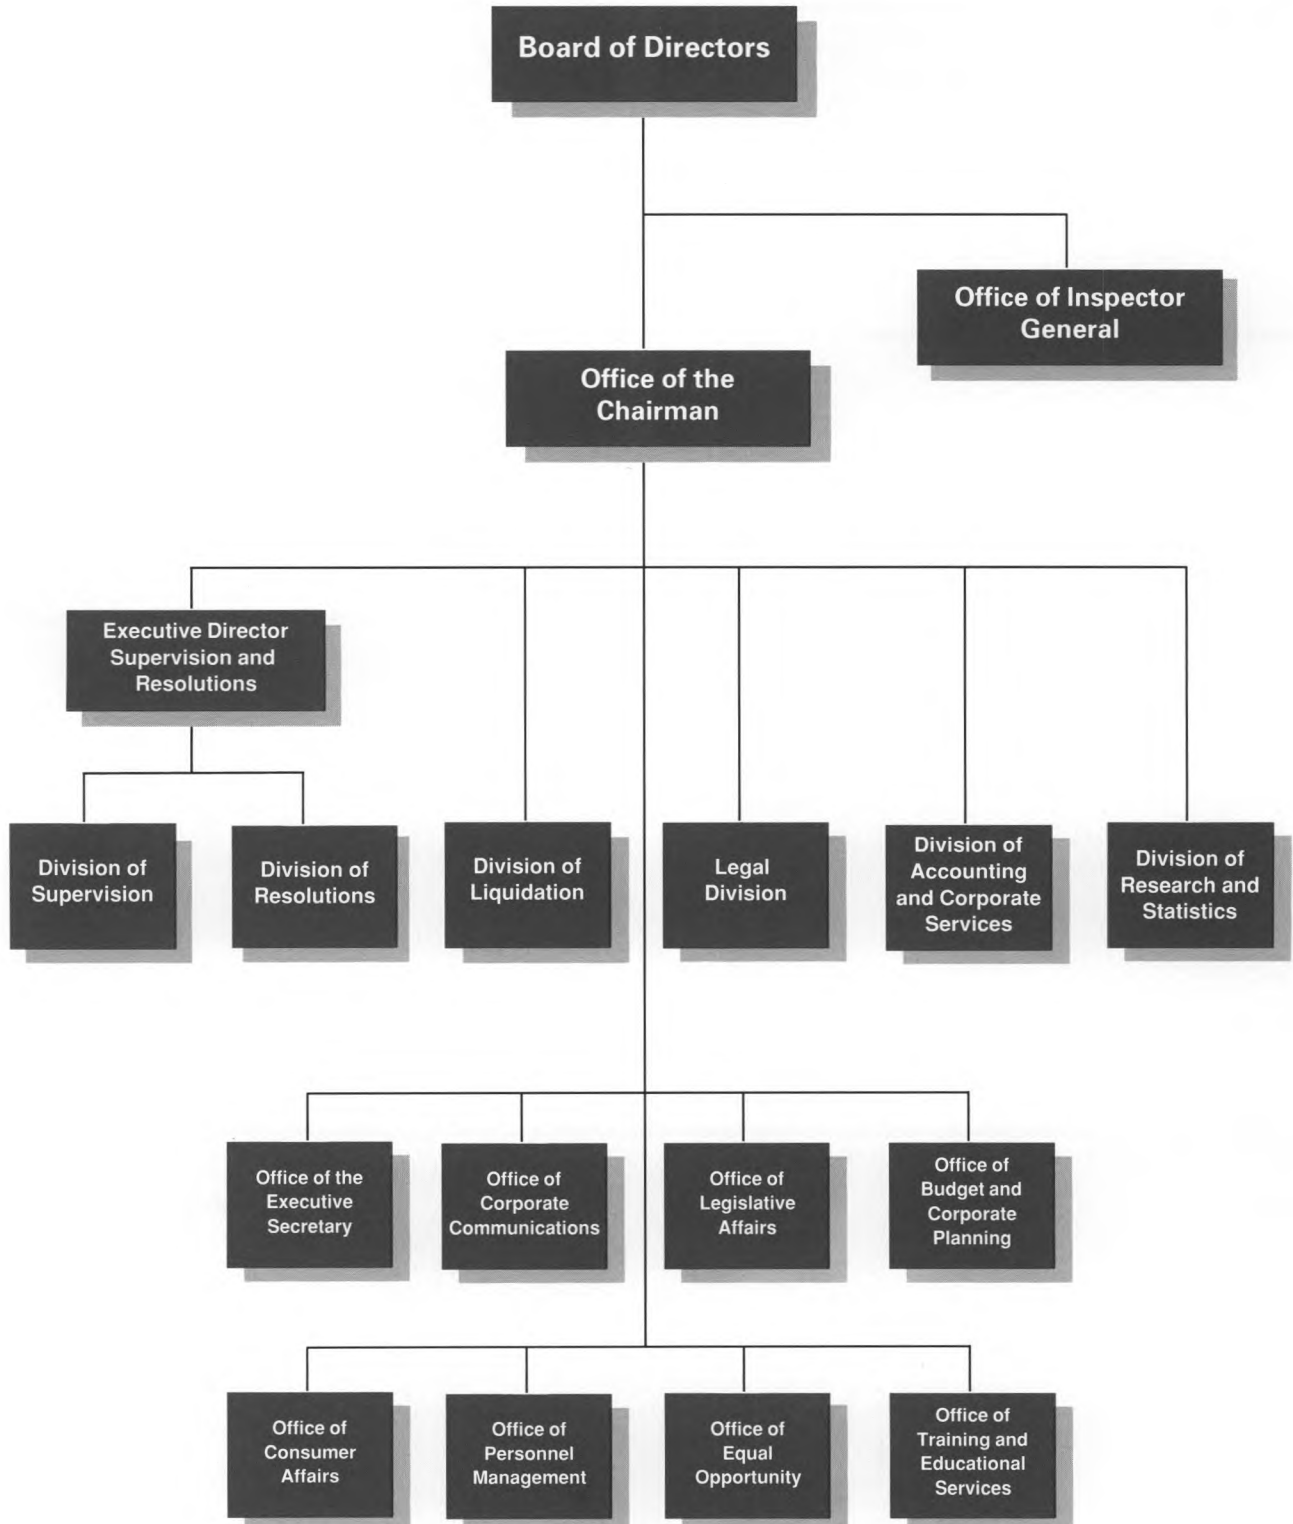 Board of Directors
Office of Inspector
General
Office of the
Chairman
Executive Director
Supervision and
Resolutions
Division of
Supervision
Division of
Resolutions
Division of
Liquidation
Legal
Division
Division of
Accounting
and Corporate
Services
Division of
Research and
Statistics
Office of the
Executive
Secretary
Office of
Corporate
Communications
Office of
Legislative
Affairs
Office of
Budget and
Corporate
Planning
Office of
Consumer
Affairs
Office of
Personnel
Management
Office of
Equal
Opportunity
Office of
Training and
Educational
Services